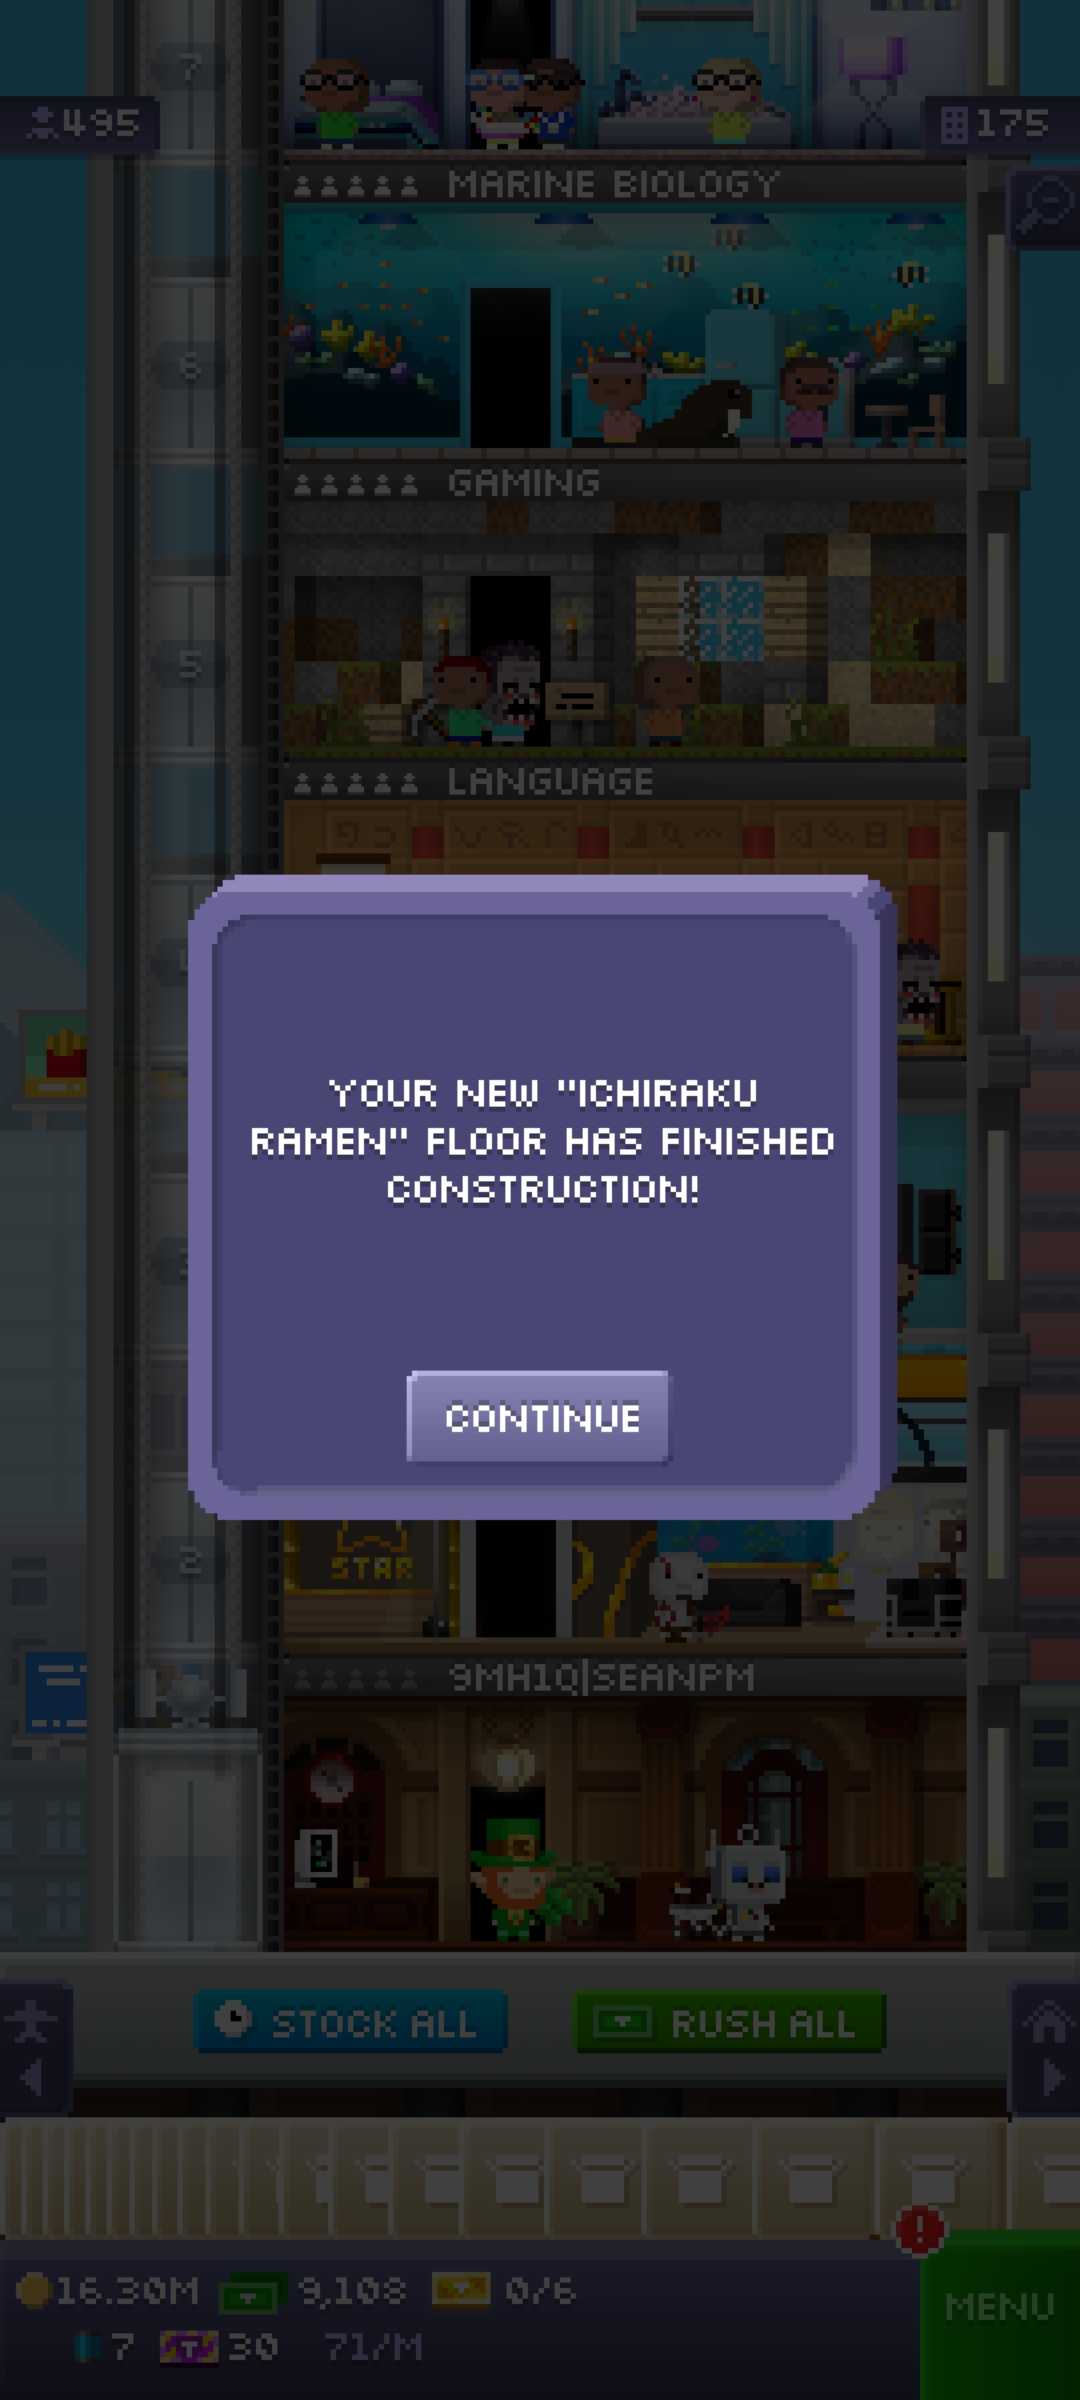 7
495
175
MARINE BIOLOGY
6
GAMING
5
LANGUAGE
YOUR NEW "ICHIRAKU
RAMEN" FLOOR HAS FINISHED
CONSTRUCTION!
CONTINUE
2
STAR
9MH1Q|SEANPM
STOCK ALL
RUSH ALL
!
16.30M
9,108
0/6
MENU
7
30
71/M